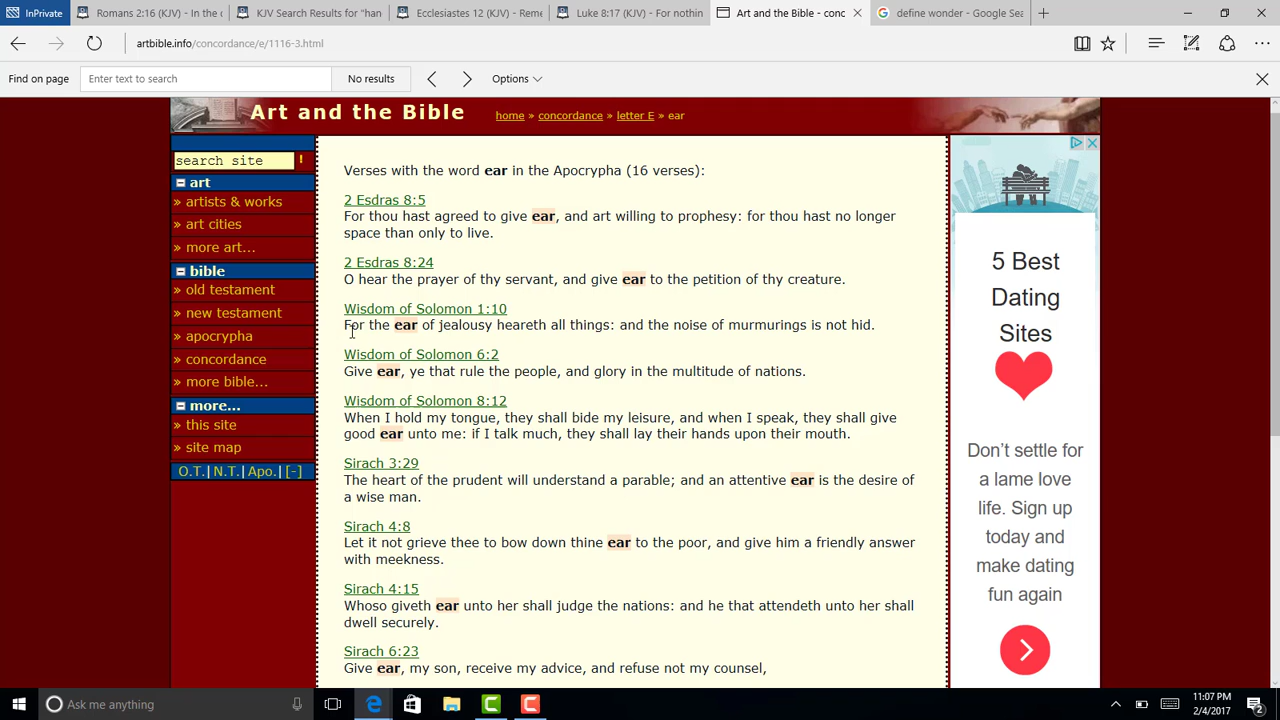 InPrivate
Romans 2:16 (KJV) - In the d
KJV Search Results for "han
Ecclesiastes 12 (KJV) - Reme
Luke 8:17 (KJV) - For nothin
Art and the Bible - conc
define wonder - Google Sea
artbible.info/concordance/e/1116-3.html
Find on page
Enter text to search
No results
Options
Art and the Bible
home » concordance » letter E » ear
search site !
art
» artists & works
» art cities
» more art...
bible
» old testament
» new testament
» apocrypha
» concordance
» more bible...
more...
» this site
» site map
O.T.| N.T.| Apo.| [-]
Verses with the word ear in the Apocrypha (16 verses):
2 Esdras 8:5
For thou hast agreed to give ear, and art willing to prophesy: for thou hast no longer
space than only to live.
2 Esdras 8:24
O hear the prayer of thy servant, and give ear to the petition of thy creature.
Wisdom of Solomon 1:10
For the ear of jealousy heareth all things: and the noise of murmurings is not hid.
Wisdom of Solomon 6:2
Give ear, ye that rule the people, and glory in the multitude of nations.
Wisdom of Solomon 8:12
When I hold my tongue, they shall bide my leisure, and when I speak, they shall give
good ear unto me: if I talk much, they shall lay their hands upon their mouth.
Sirach 3:29
The heart of the prudent will understand a parable; and an attentive ear is the desire of
a wise man.
Sirach 4:8
Let it not grieve thee to bow down thine ear to the poor, and give him a friendly answer
with meekness.
Sirach 4:15
Whoso giveth ear unto her shall judge the nations: and he that attendeth unto her shall
dwell securely.
Sirach 6:23
Give ear, my son, receive my advice, and refuse not my counsel,
5 Best
Dating
Sites
Don't settle for
a lame love
life. Sign up
today and
make dating
fun again
Ask me anything
11:07 PM
2/4/2017
2